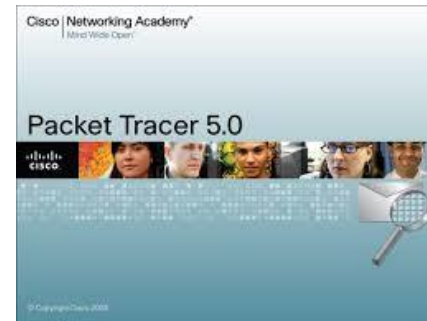 Cisco Networking Academy®
Mind Wide Open™
Packet Tracer 5.0
CISCO
© Copyright Cisco 2008